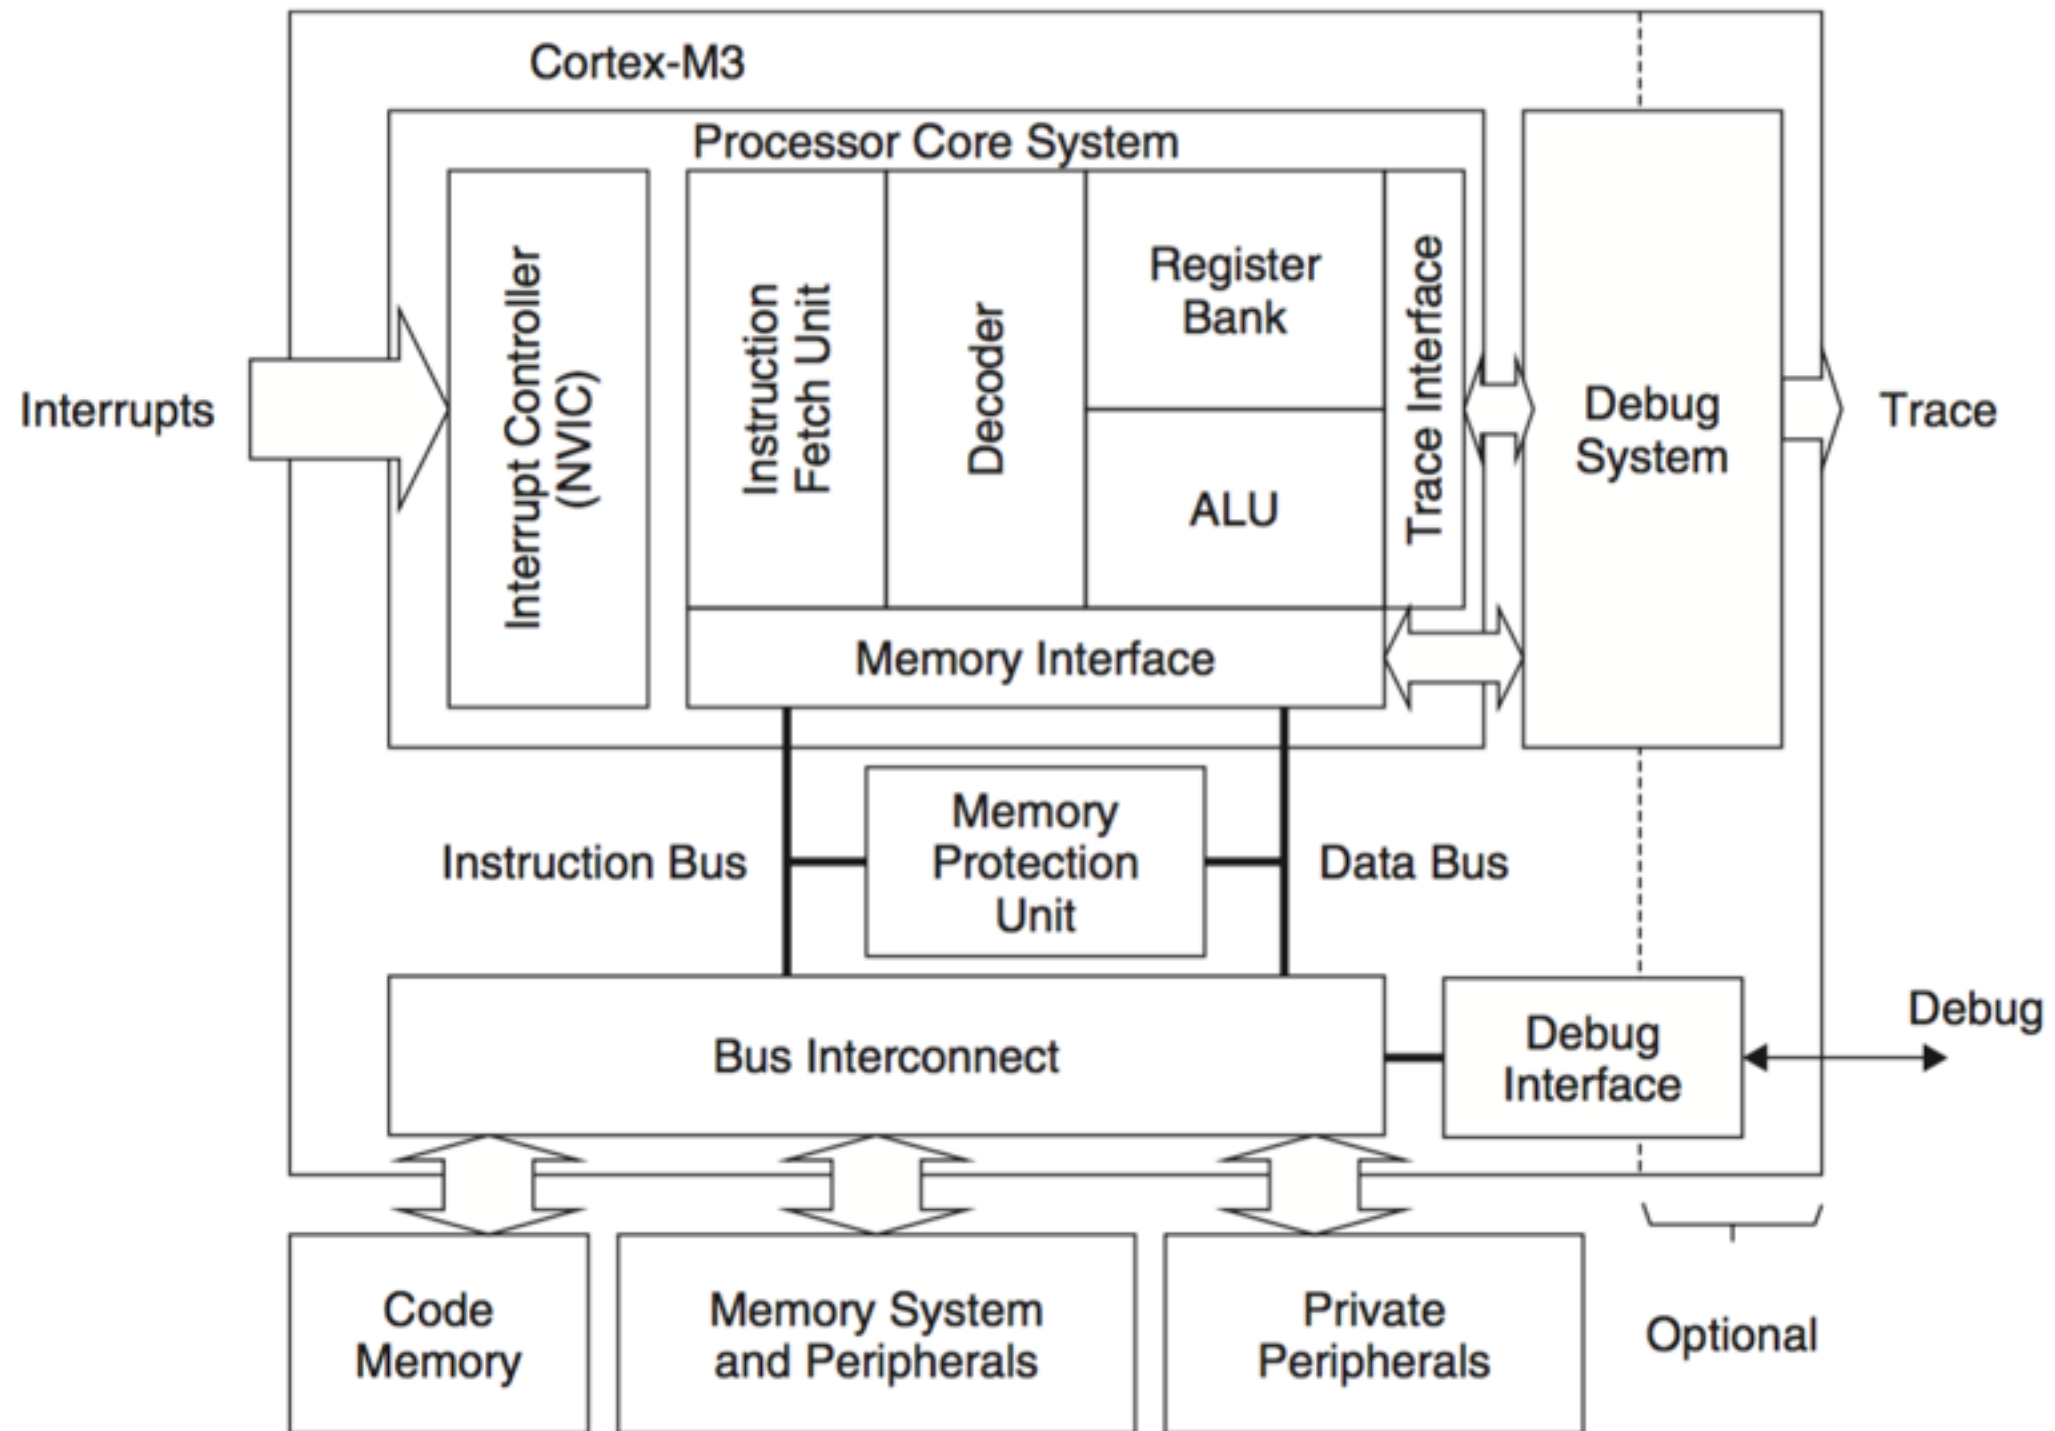 Cortex-M3
Processor Core System
Interrupts
Interrupt Controller
(NVIC)
Instruction
Fetch Unit
Decoder
Register
Bank
ALU
Trace Interface
Debug
System
Trace
Memory Interface
Instruction Bus
Memory
Protection
Unit
Data Bus
Bus Interconnect
Debug
Interface
Debug
Code
Memory
Memory System
and Peripherals
Private
Peripherals
Optional